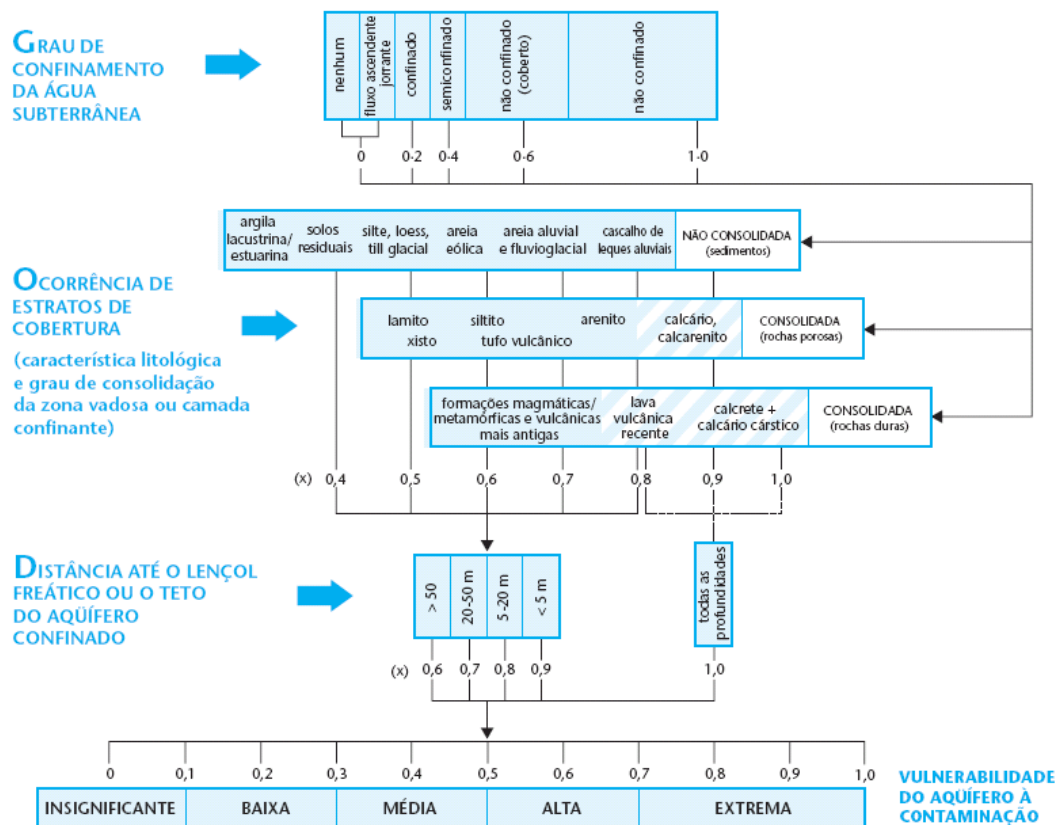 GRAU DE
CONFINAMENTO
DA ÁGUA
SUBTERRÂNEA
nenhum
fluxo ascendente
jorrante
confinado
semiconfinado
não confinado
(coberto)
não confinado
0 0·2 0·4 0·6 1·0
argila
lacustrina/
estuarina
solos
residuais
silte, loess,
till glacial
areia
eólica
areia aluvial
e fluvioglacial
cascalho de
leques aluviais
NÃO CONSOLIDADA
(sedimentos)
OCORRÊNCIA DE
ESTRATOS DE
COBERTURA
(característica litológica
e grau de consolidação
da zona vadosa ou camada
confinante)
lamito
xisto
siltito
tufo vulcânico
arenito
calcário,
calcarenito
CONSOLIDADA
(rochas porosas)
formações magmáticas/
metamórficas e vulcânicas
mais antigas
lava
vulcânica
recente
calcrete +
calcário cárstico
CONSOLIDADA
(rochas duras)
(x) 0,4 0,5 0,6 0,7 0,8 0,9 1,0
DISTÂNCIA ATÉ O LENÇOL
FREÁTICO OU O TETO
DO AQÜÍFERO
CONFINADO
> 50
20-50 m
5-20 m
< 5 m
todas as
profundidades
(x) 0,6 0,7 0,8 0,9 1,0
0 0,1 0,2 0,3 0,4 0,5 0,6 0,7 0,8 0,9 1,0
INSIGNIFICANTE BAIXA MÉDIA ALTA EXTREMA
VULNERABILIDADE
DO AQÜÍFERO À
CONTAMINAÇÃO